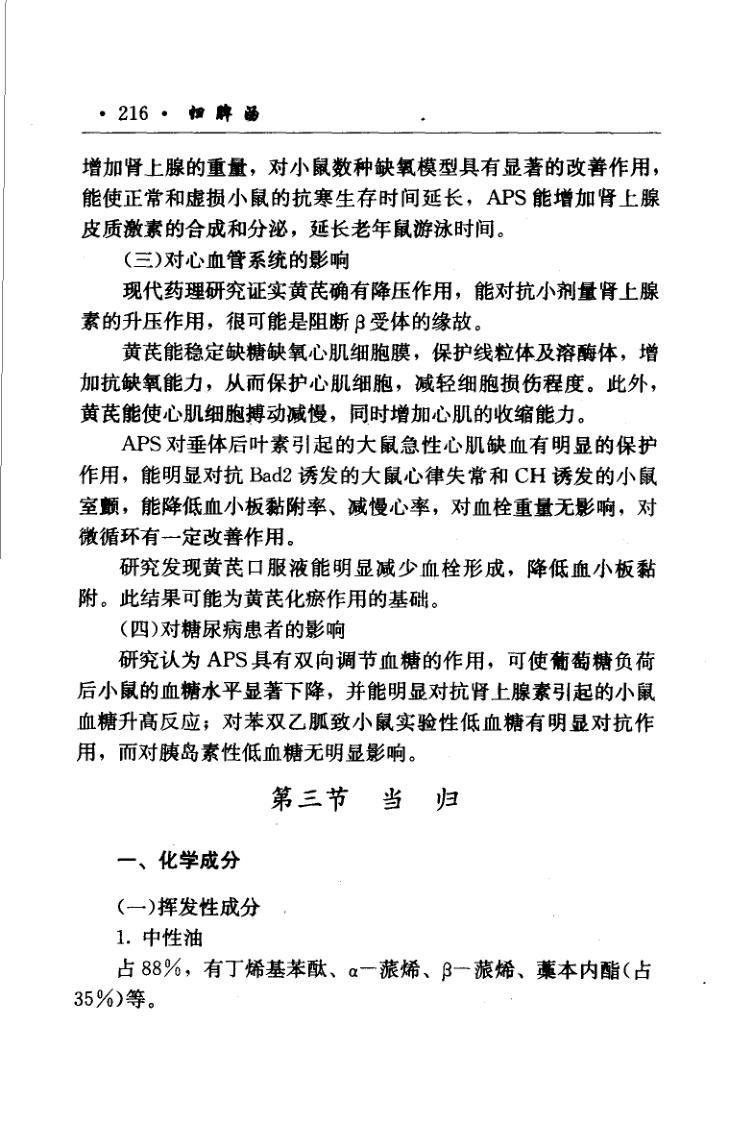 · 216 · 归脾汤
增加肾上腺的重量，对小鼠数种缺氧模型具有显著的改善作用，
能使正常和虚损小鼠的抗寒生存时间延长，APS 能增加肾上腺
皮质激素的合成和分泌，延长老年鼠游泳时间。
（三）对心血管系统的影响
现代药理研究证实黄芪确有降压作用，能对抗小剂量肾上腺
素的升压作用，很可能是阻断β受体的缘故。
黄芪能稳定缺糖缺氧心肌细胞膜，保护线粒体及溶酶体，增
加抗缺氧能力，从而保护心肌细胞，减轻细胞损伤程度。此外，
黄芪能使心肌细胞搏动减慢，同时增加心肌的收缩能力。
APS 对垂体后叶素引起的大鼠急性心肌缺血有明显的保护
作用，能明显对抗 Bad2 诱发的大鼠心律失常和 CH 诱发的小鼠
室颤，能降低血小板黏附率、减慢心率，对血栓重量无影响，对
微循环有一定改善作用。
研究发现黄芪口服液能明显减少血栓形成，降低血小板黏
附。此结果可能为黄芪化瘀作用的基础。
（四）对糖尿病患者的影响
研究认为 APS 具有双向调节血糖的作用，可使葡萄糖负荷
后小鼠的血糖水平显著下降，并能明显对抗肾上腺素引起的小鼠
血糖升高反应；对苯双乙胍致小鼠实验性低血糖有明显对抗作
用，而对胰岛素性低血糖无明显影响。
第三节 当 归
一、化学成分
（一）挥发性成分
1. 中性油
占 88％，有丁烯基苯酞、α－蒎烯、β－蒎烯、藁本内酯（占
35％）等。